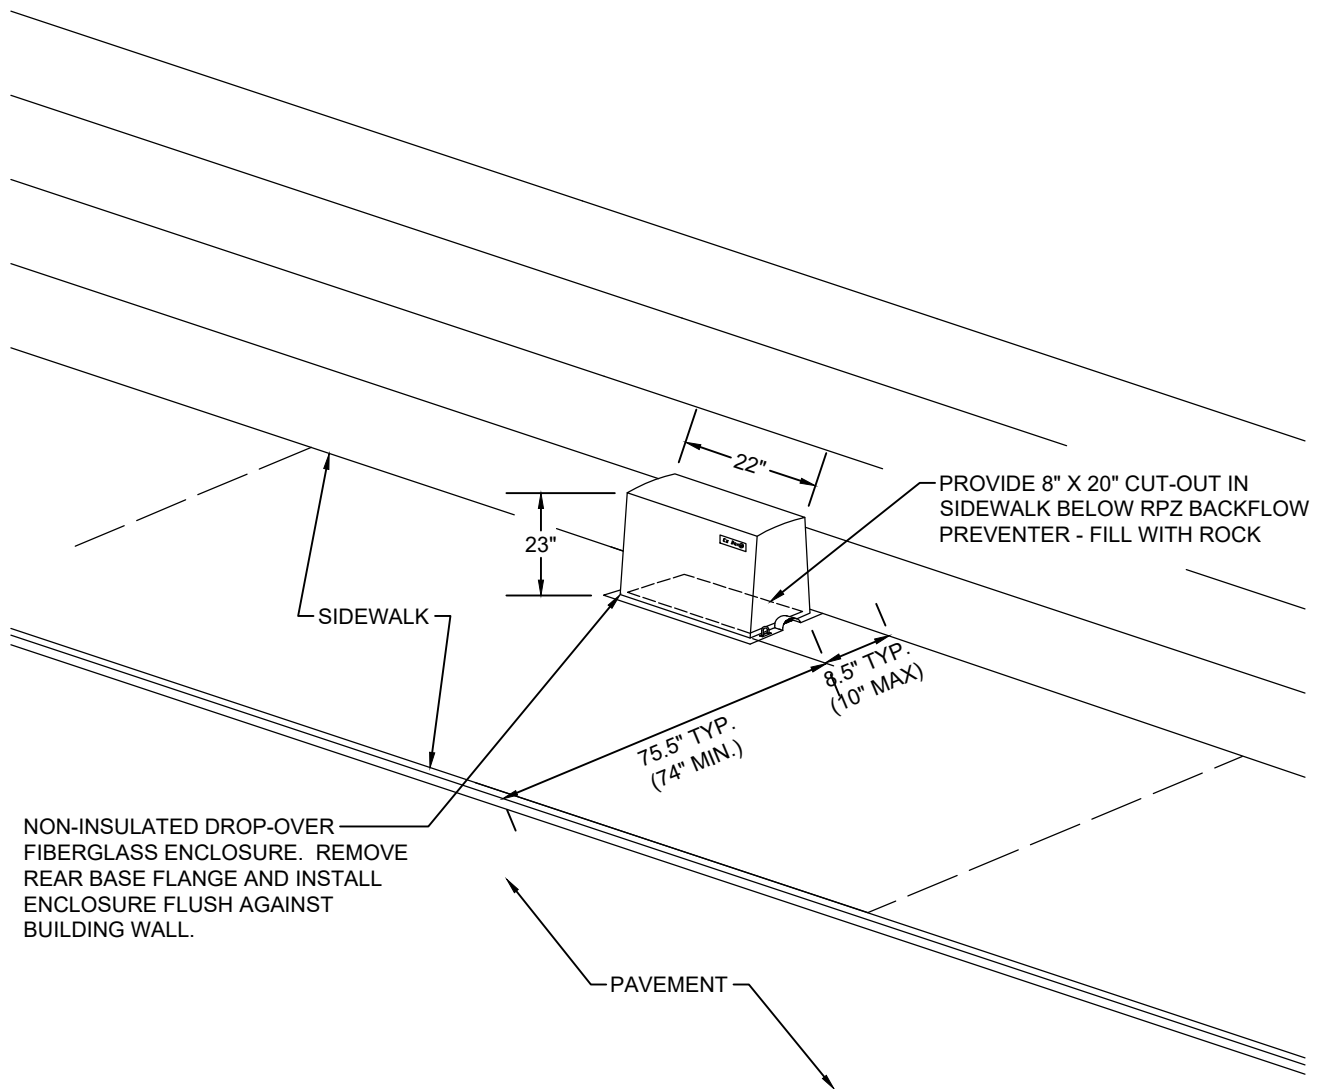 22"
PROVIDE 8" X 20" CUT-OUT IN
SIDEWALK BELOW RPZ BACKFLOW
PREVENTER - FILL WITH ROCK
23"
SIDEWALK
8.5" TYP.
(10" MAX)
75.5" TYP.
(74" MIN.)
NON-INSULATED DROP-OVER
FIBERGLASS ENCLOSURE. REMOVE
REAR BASE FLANGE AND INSTALL
ENCLOSURE FLUSH AGAINST
BUILDING WALL.
PAVEMENT